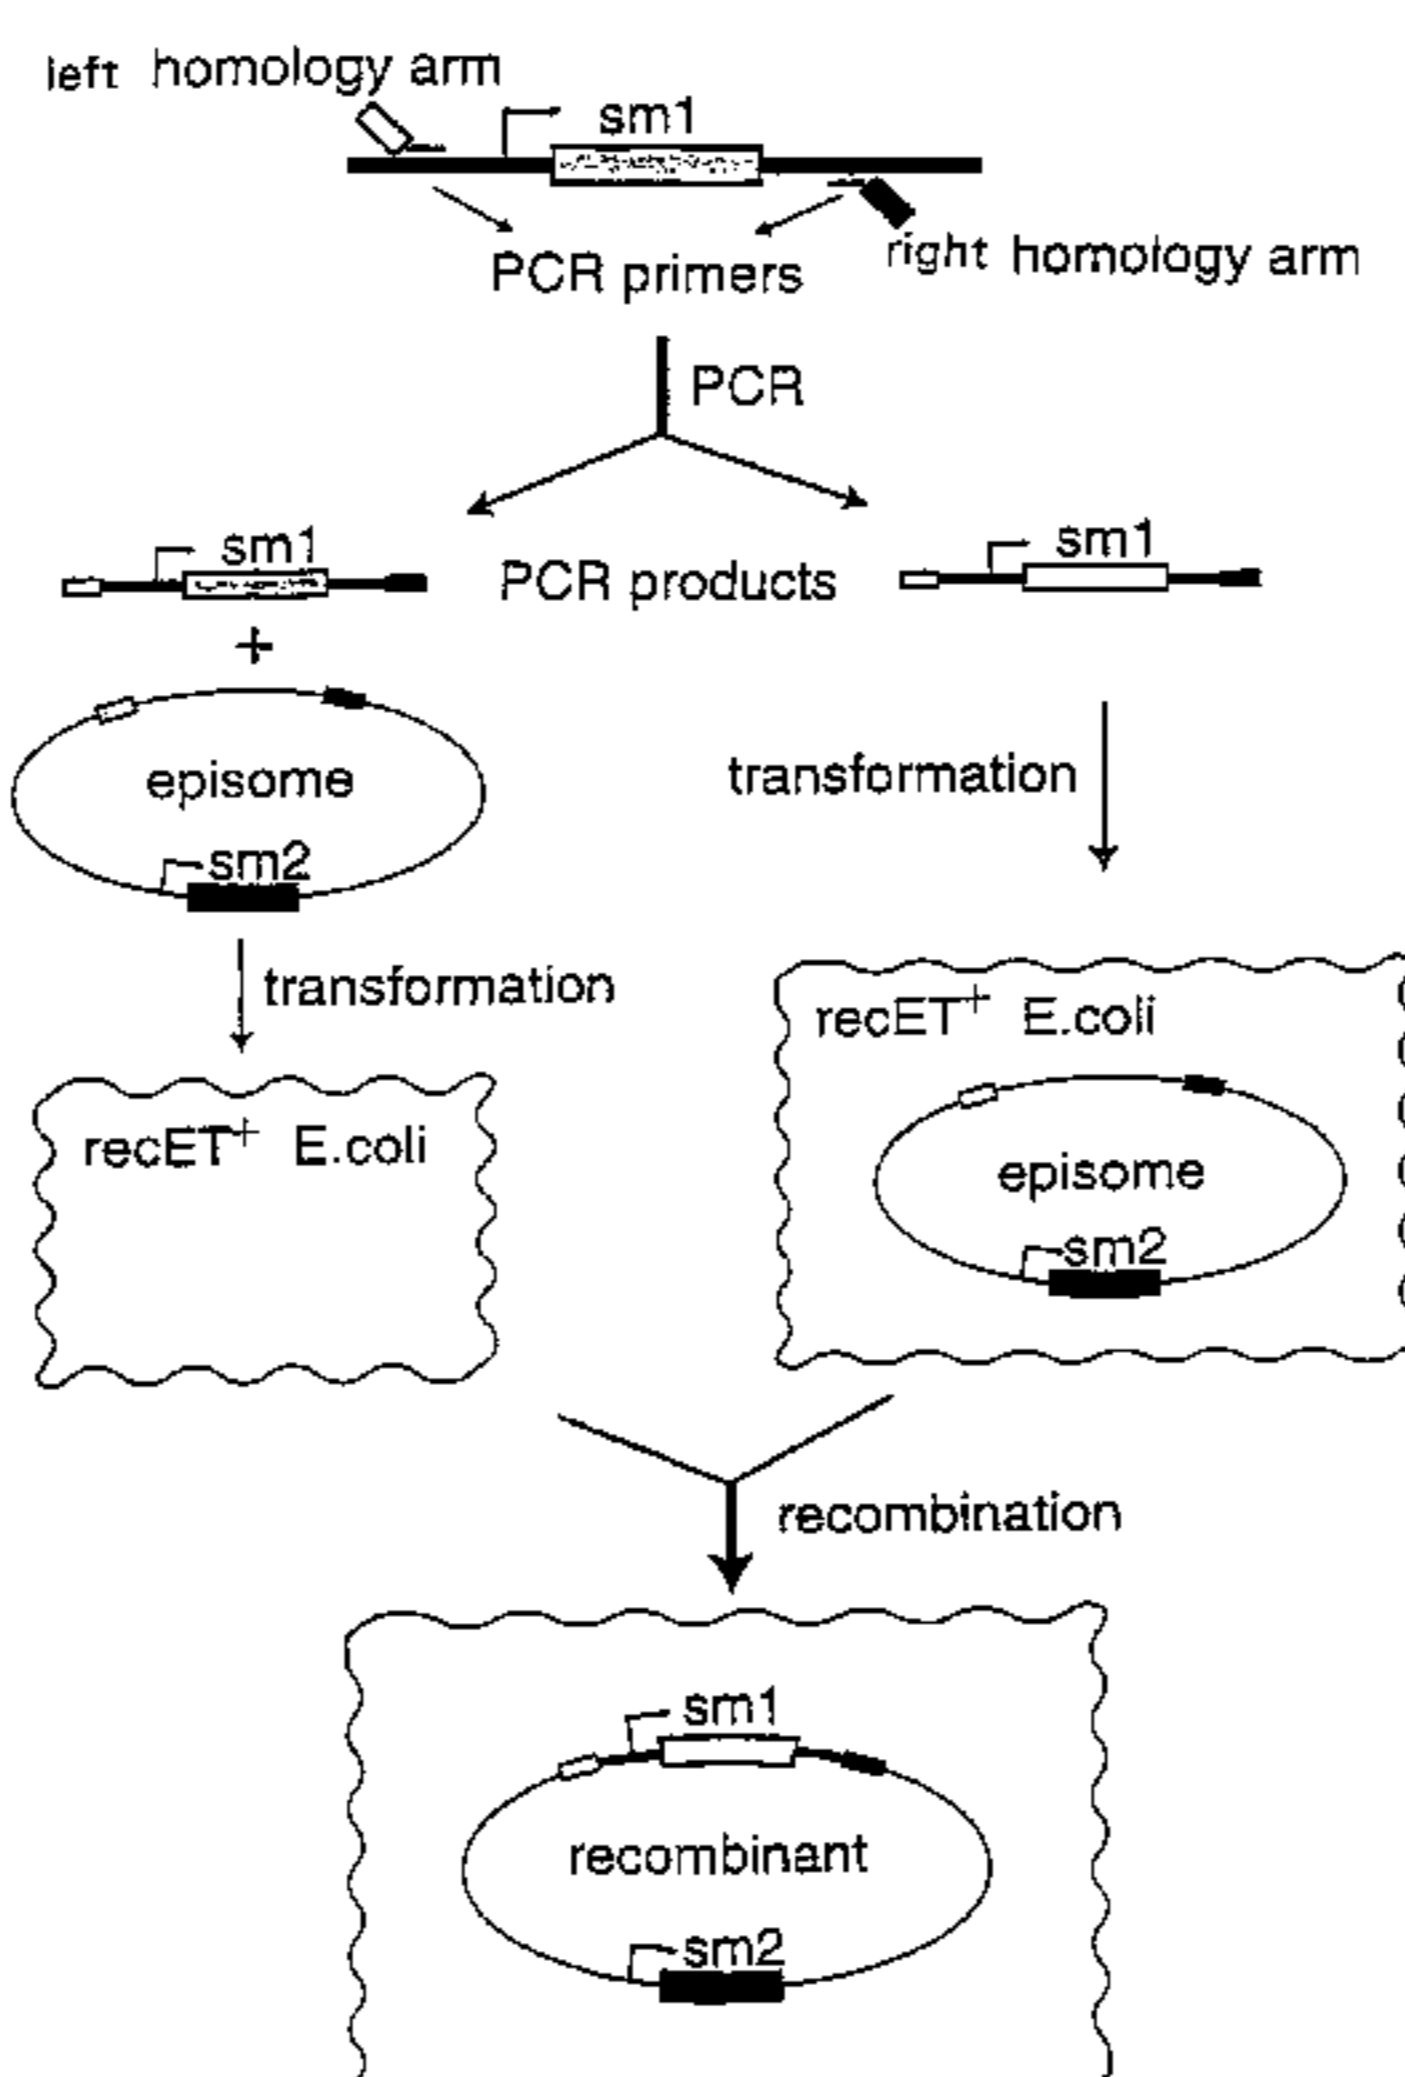 left homology arm
sm1
right homology arm
PCR primers
PCR
sm1
PCR products
sm1
+
episome
sm2
transformation
transformation
recET+ E.coli
recET+ E.coli
episome
sm2
recombination
sm1
recombinant
sm2